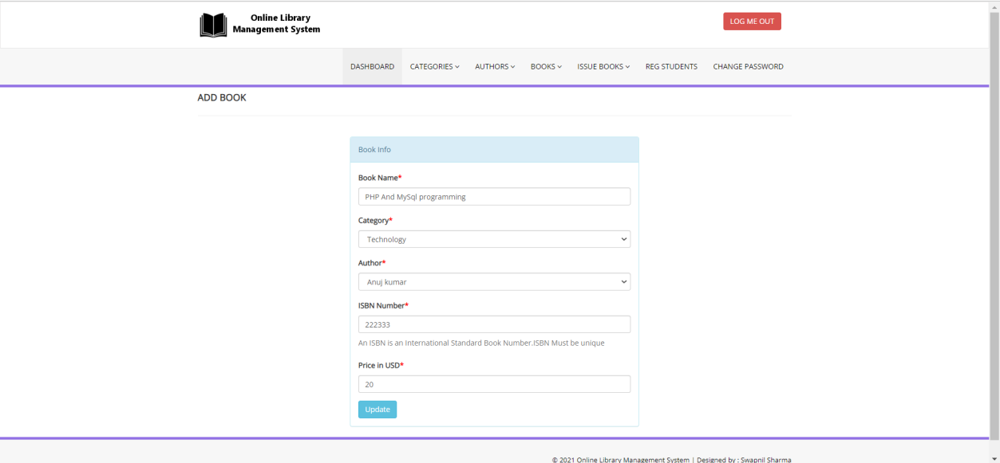 Online Library
Management System
LOG ME OUT
DASHBOARD CATEGORIES AUTHORS BOOKS ISSUE BOOKS REG STUDENTS CHANGE PASSWORD
ADD BOOK
Book Info
Book Name*
PHP And MySql programming
Category*
Technology
Author*
Anuj kumar
ISBN Number*
222333
An ISBN is an International Standard Book Number.ISBN Must be unique
Price in USD*
20
Update
© 2021 Online Library Management System | Designed by : Swapnil Sharma